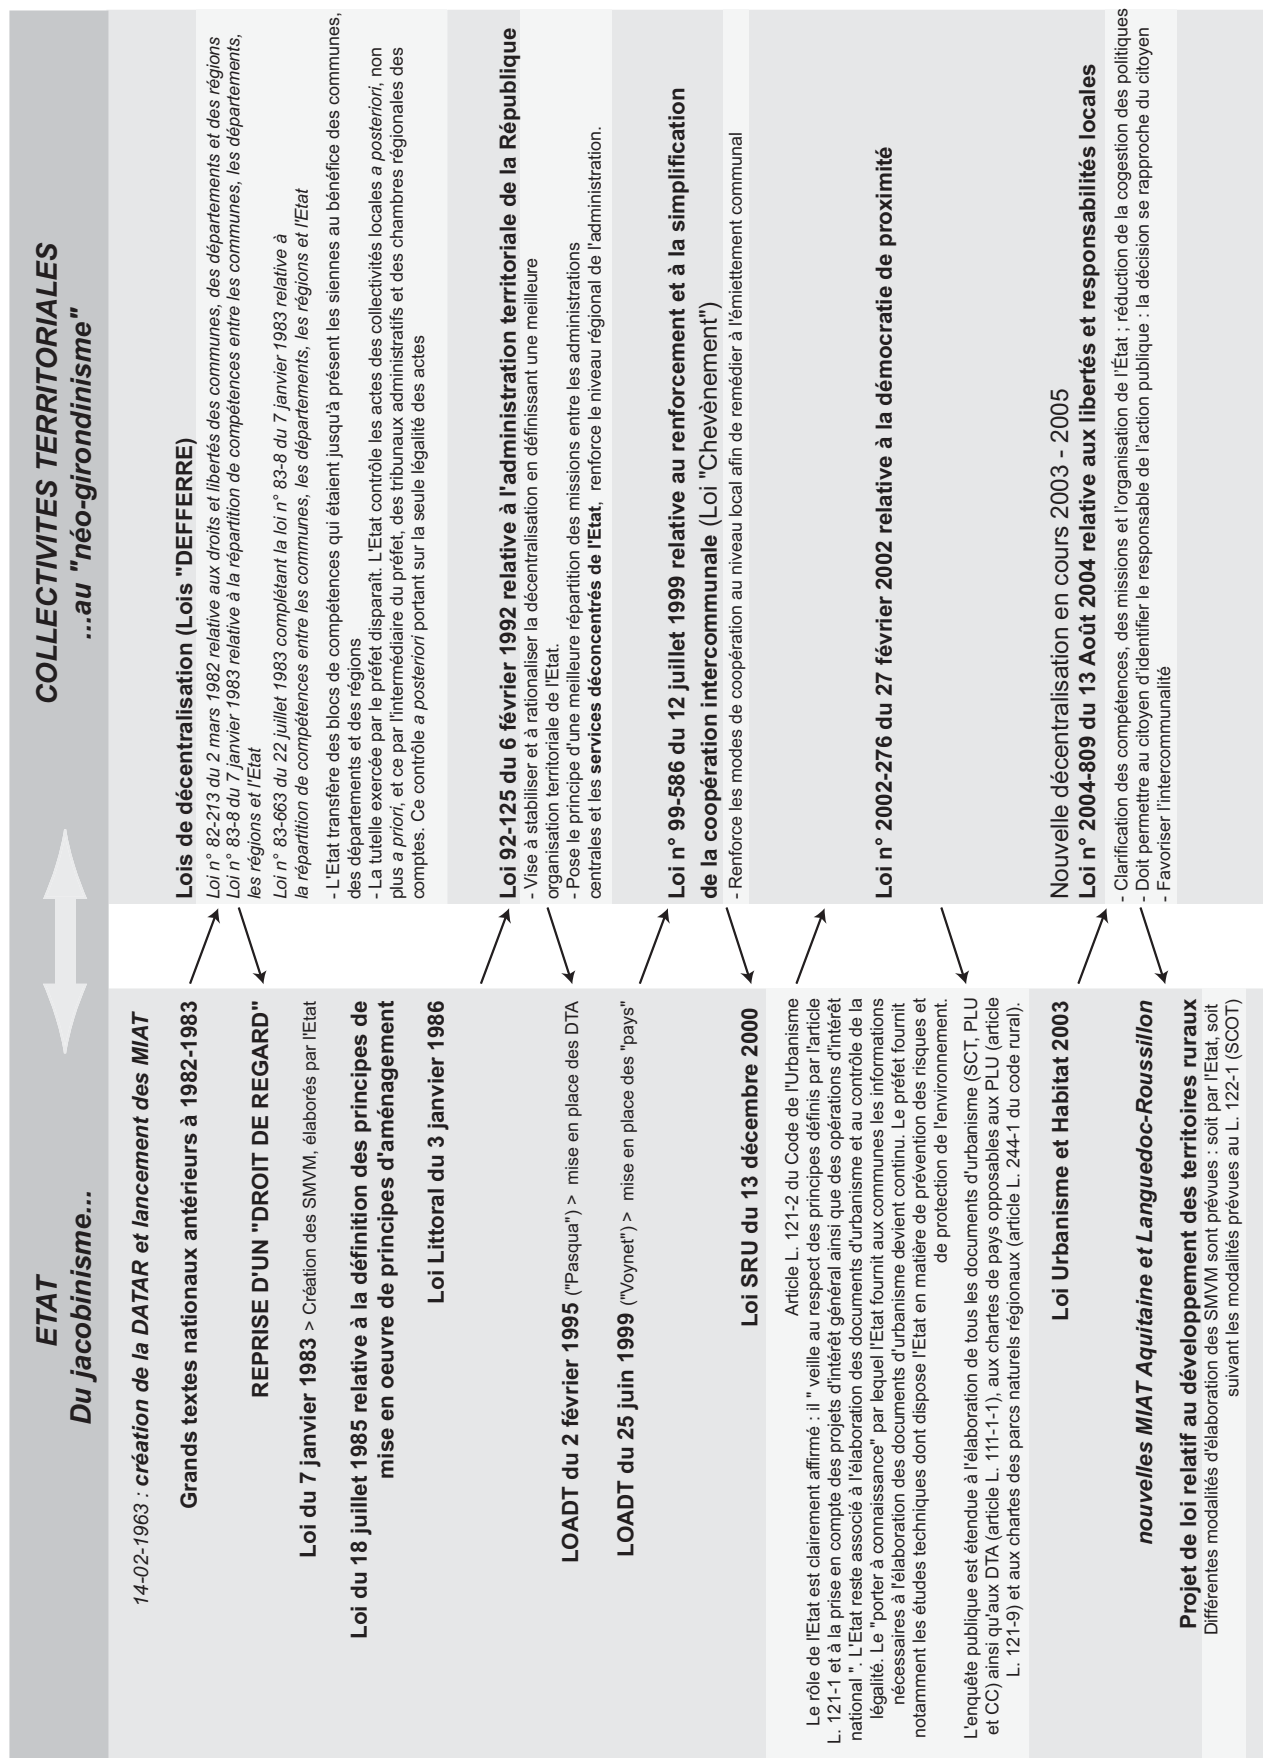 ETAT
Du jacobinisme...
COLLECTIVITES TERRITORIALES
...au "néo-girondinisme"
14-02-1963 : création de la DATAR et lancement des MIAT
Grands textes nationaux antérieurs à 1982-1983
REPRISE D'UN "DROIT DE REGARD"
Loi du 7 janvier 1983 > Création des SMVM, élaborés par l'Etat
Loi du 18 juillet 1985 relative à la définition des principes de
mise en oeuvre de principes d'aménagement
Loi Littoral du 3 janvier 1986
LOADT du 2 février 1995 ("Pasqua") > mise en place des DTA
LOADT du 25 juin 1999 ("Voynet") > mise en place des "pays"
Loi SRU du 13 décembre 2000
Article L. 121-2 du Code de l'Urbanisme
Le rôle de l'Etat est clairement affirmé : il " veille au respect des principes définis par l'article
L. 121-1 et à la prise en compte des projets d'intérêt général ainsi que des opérations d'intérêt
national ". L'Etat reste associé à l'élaboration des documents d'urbanisme et au contrôle de la
légalité. Le "porter à connaissance" par lequel l'Etat fournit aux communes les informations
nécessaires à l'élaboration des documents d'urbanisme devient continu. Le préfet fournit
notamment les études techniques dont dispose l'Etat en matière de prévention des risques et
de protection de l'environnement.
L'enquête publique est étendue à l'élaboration de tous les documents d'urbanisme (SCT, PLU
et CC) ainsi qu'aux DTA (article L. 111-1-1), aux chartes de pays opposables aux PLU (article
L. 121-9) et aux chartes des parcs naturels régionaux (article L. 244-1 du code rural).
Loi Urbanisme et Habitat 2003
nouvelles MIAT Aquitaine et Languedoc-Roussillon
Projet de loi relatif au développement des territoires ruraux
Différentes modalités d'élaboration des SMVM sont prévues : soit par l'Etat, soit
suivant les modalités prévues au L. 122-1 (SCOT)
Lois de décentralisation (Lois "DEFFERRE)
Loi n° 82-213 du 2 mars 1982 relative aux droits et libertés des communes, des départements et des régions
Loi n° 83-8 du 7 janvier 1983 relative à la répartition de compétences entre les communes, les départements,
les régions et l'Etat
Loi n° 83-663 du 22 juillet 1983 complétant la loi n° 83-8 du 7 janvier 1983 relative à
la répartition de compétences entre les communes, les départements, les régions et l'Etat
- L'Etat transfère des blocs de compétences qui étaient jusqu'à présent les siennes au bénéfice des communes,
des départements et des régions
- La tutelle exercée par le préfet disparaît. L'Etat contrôle les actes des collectivités locales a posteriori, non
plus a priori, et ce par l'intermédiaire du préfet, des tribunaux administratifs et des chambres régionales des
comptes. Ce contrôle a posteriori portant sur la seule légalité des actes
Loi 92-125 du 6 février 1992 relative à l'administration territoriale de la République
- Vise à stabiliser et à rationaliser la décentralisation en définissant une meilleure
organisation territoriale de l'Etat.
- Pose le principe d'une meilleure répartition des missions entre les administrations
centrales et les services déconcentrés de l'Etat, renforce le niveau régional de l'administration.
Loi n° 99-586 du 12 juillet 1999 relative au renforcement et à la simplification
de la coopération intercommunale (Loi "Chevènement")
- Renforce les modes de coopération au niveau local afin de remédier à l'émiettement communal
Loi n° 2002-276 du 27 février 2002 relative à la démocratie de proximité
Nouvelle décentralisation en cours 2003 - 2005
Loi n° 2004-809 du 13 Août 2004 relative aux libertés et responsabilités locales
- Clarification des compétences, des missions et l'organisation de l'État ; réduction de la cogestion des politiques
- Doit permettre au citoyen d'identifier le responsable de l'action publique : la décision se rapproche du citoyen
- Favoriser l'intercommunalité